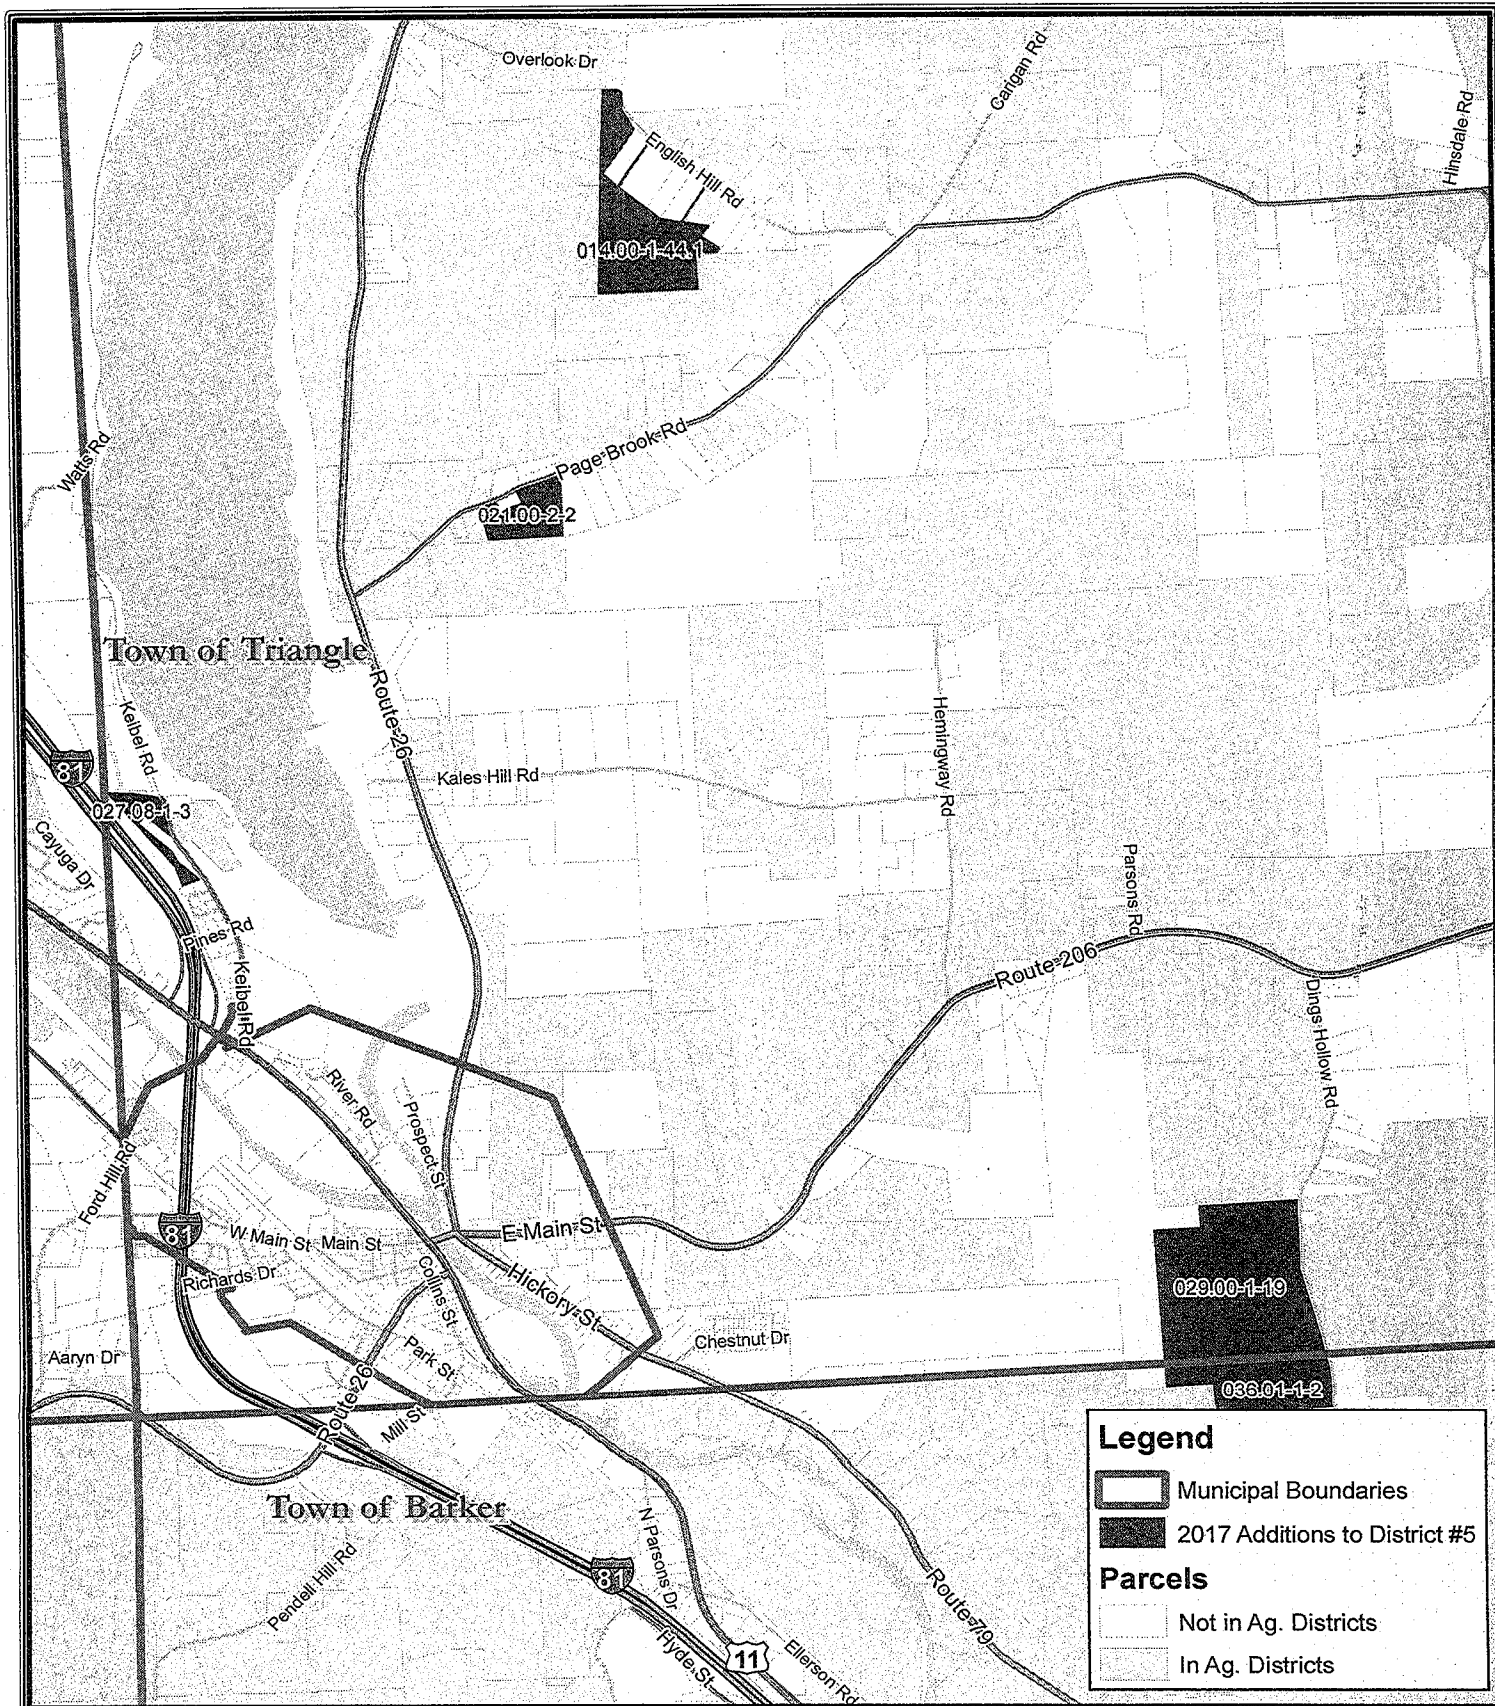 Overlook Dr
Carigan Rd
Hinsdale Rd
English Hill Rd
014.00-1-44.1
Page Brook Rd
Watts Rd
021.00-2-2
Town of Triangle
Route 26
Keibel Rd
Hemingway Rd
81
Kales Hill Rd
027.08-1-3
Cayuga Dr
Parsons Rd
Pines Rd
Keibel Rd
Route 206
Dings Hollow Rd
River Rd
Prospect St
Ford Hill Rd
81
W Main St
Main St
E Main St
Richards Dr
Collins St
Hickory St
029.00-1-19
Chestnut Dr
Aaryn Dr
Park St
Route 26
036.01-1-2
Mill St
Town of Barker
N Parsons Dr
Pendell Hill Rd
81
Route 79
Hyde St
11
Ellerson Rd
Legend
Municipal Boundaries
2017 Additions to District #5
Parcels
Not in Ag. Districts
In Ag. Districts